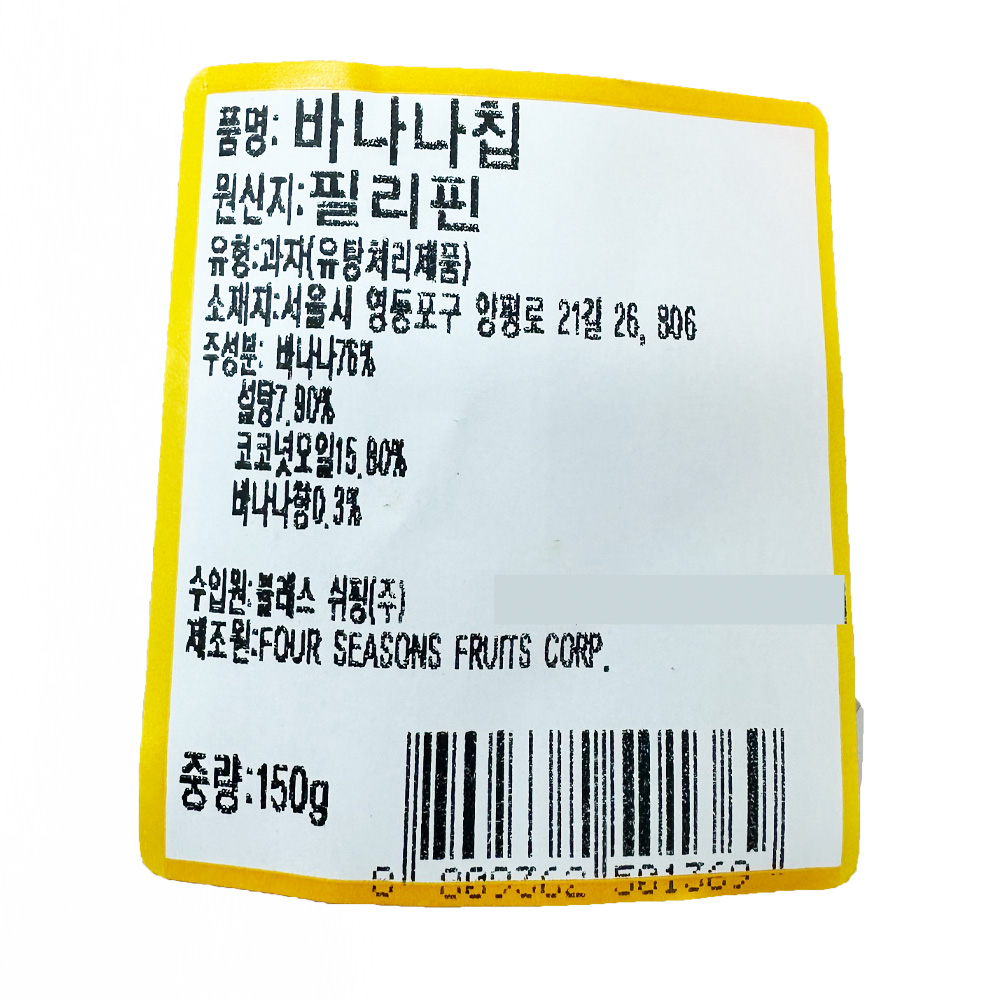 품명: 바나나칩
원산지:필리핀
유형:과자(유탕처리제품)
소재지:서울시 영등포구 양평로 21길 26, 806
주성분: 바나나76%
설탕7.90%
코코넛오일15.80%
바나나향0.3%
수입원:블레스 쉬핑(주)
제조원:FOUR SEASONS FRUITS CORP.
중량:150g